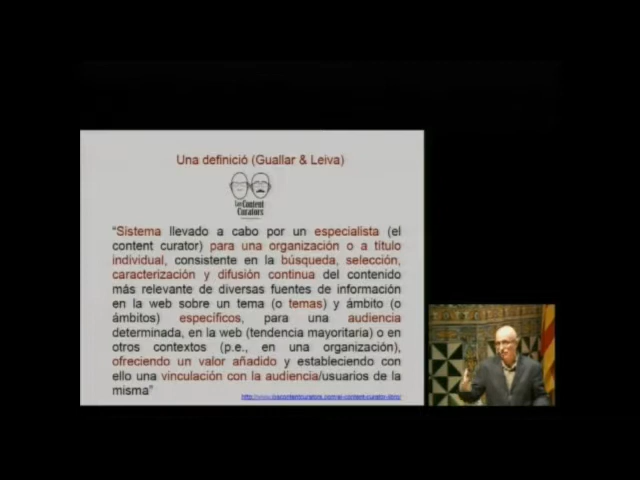 Una definició (Guallar & Leiva)
Los Content
Curators
“Sistema llevado a cabo por un especialista (el
content curator) para una organización o a título
individual, consistente en la búsqueda, selección,
caracterización y difusión continua del contenido
más relevante de diversas fuentes de información
en la web sobre un tema (o temas) y ámbito (o
ámbitos) específicos, para una audiencia
determinada, en la web (tendencia mayoritaria) o en
otros contextos (p.e., en una organización),
ofreciendo un valor añadido y estableciendo con
ello una vinculación con la audiencia/usuarios de la
misma”